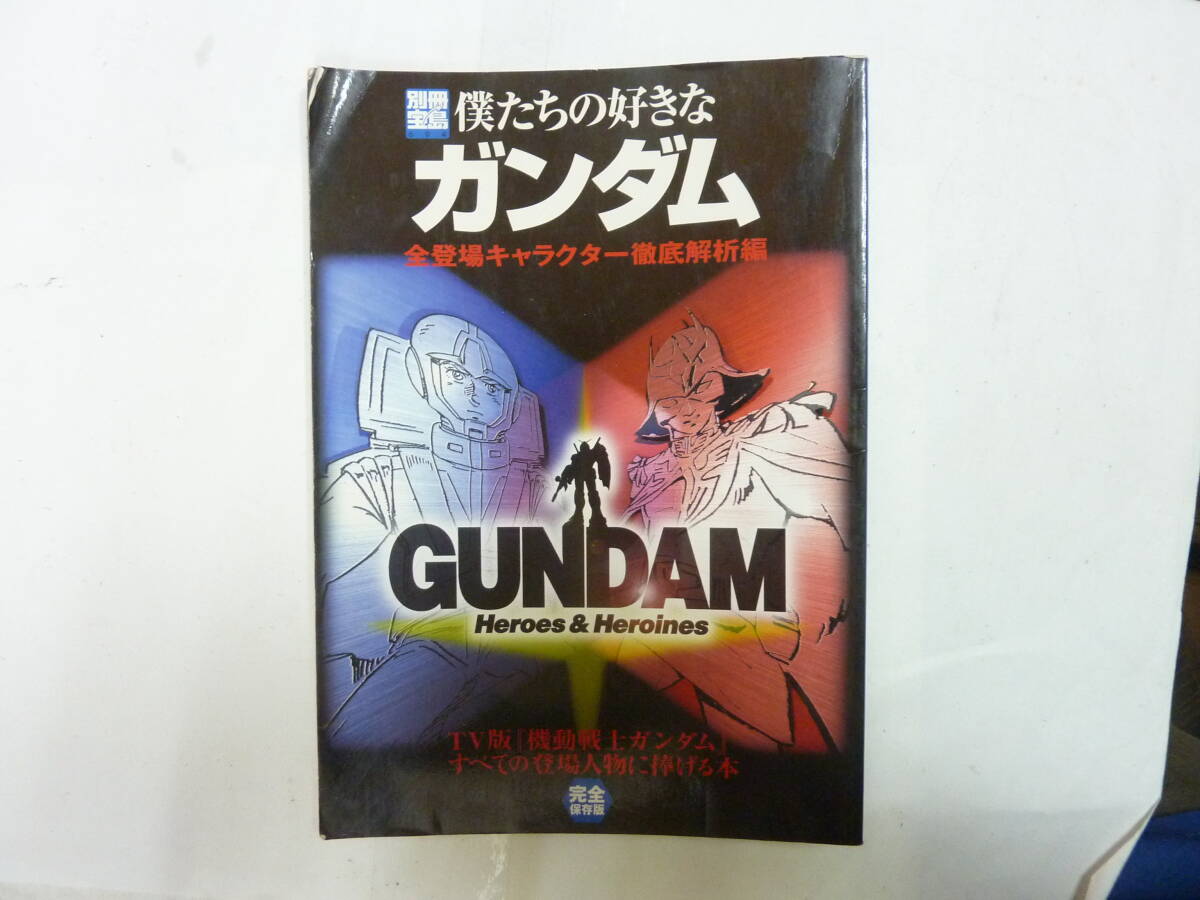 別冊
宝島
僕たちの好きな
ガンダム
全登場キャラクター徹底解析編
GUNDAM
Heroes & Heroines
TV版『機動戦士ガンダム』
すべての登場人物に捧げる本
完全
保存版